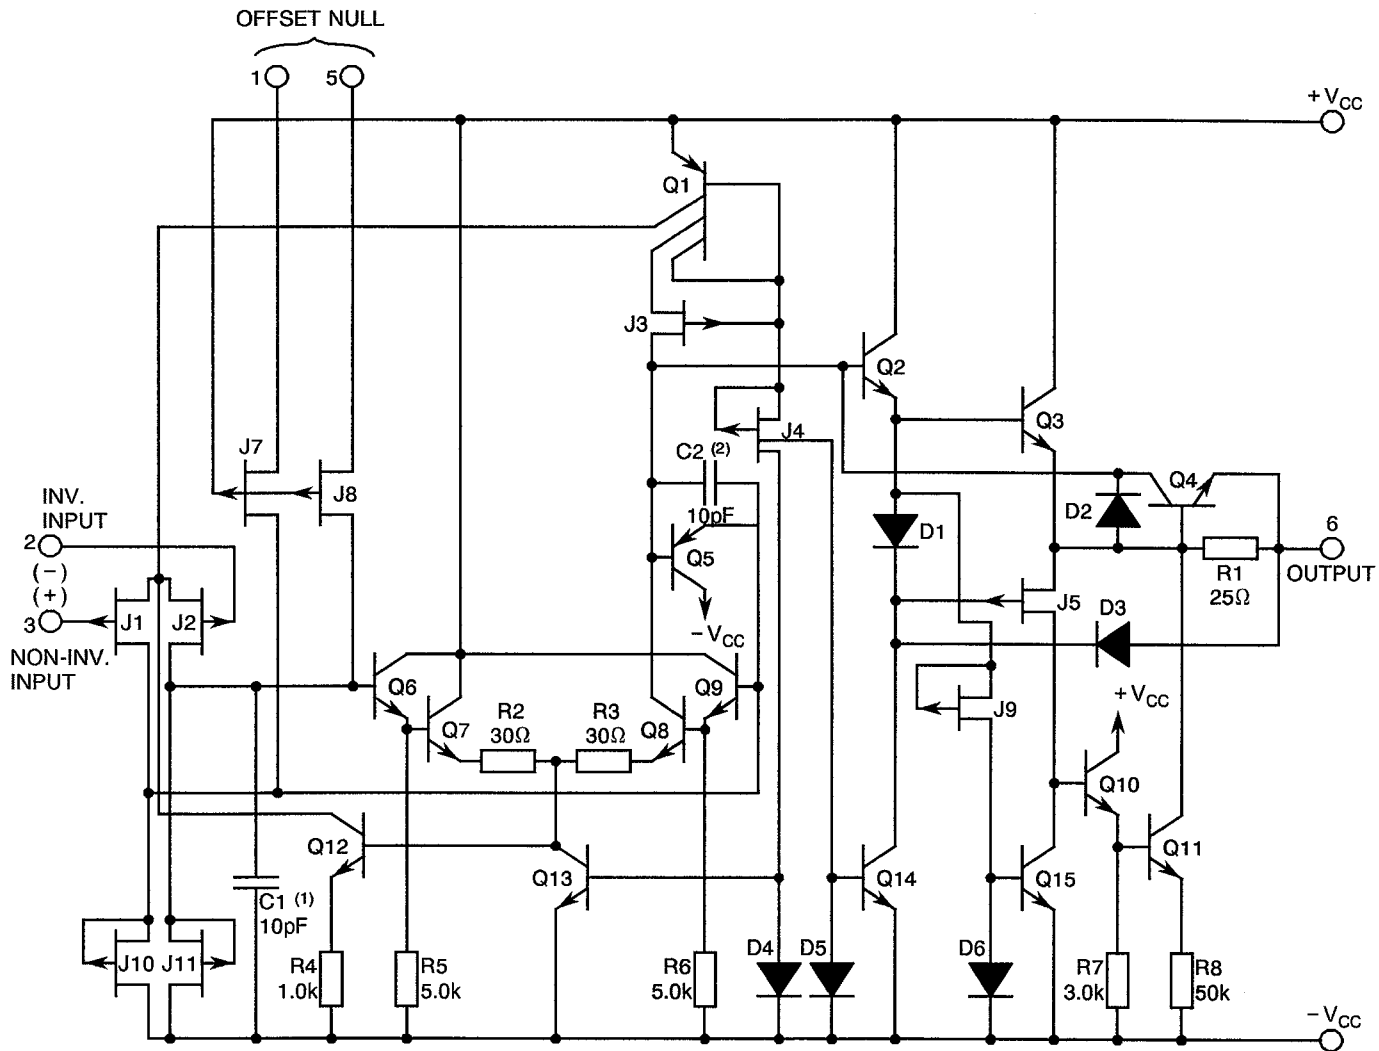 OFFSET NULL
1
5
+VCC
Q1
J3
Q2
Q3
J4
C2 (2)
10pF
Q4
D2
J7
J8
INV.
INPUT
2
(−)
(+)
3
NON-INV.
INPUT
J1
J2
Q5
−VCC
D1
R1
25Ω
6
OUTPUT
J5
D3
Q6
Q7
R2
30Ω
R3
30Ω
Q8
Q9
J9
+VCC
Q10
Q12
Q13
Q14
Q15
Q11
C1 (1)
10pF
J10
J11
R4
1.0k
R5
5.0k
R6
5.0k
D4
D5
D6
R7
3.0k
R8
50k
−VCC